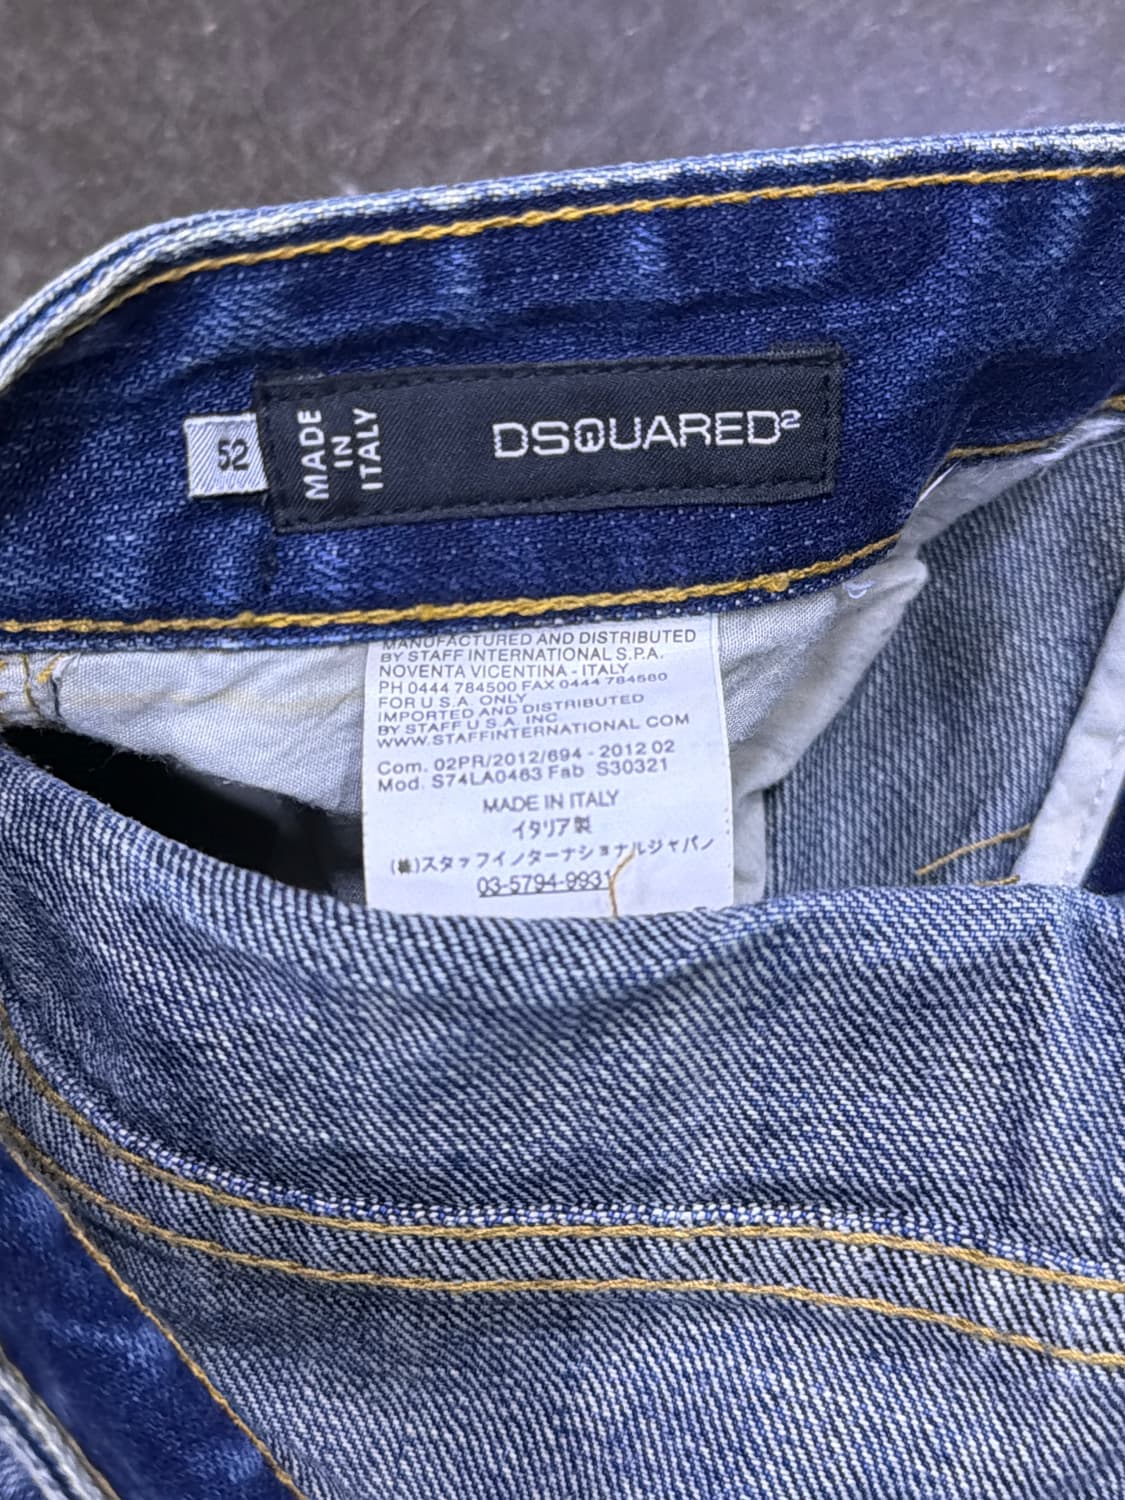 52
MADE
IN
ITALY
DSQUARED²
MANUFACTURED AND DISTRIBUTED
BY STAFF INTERNATIONAL S.P.A.
NOVENTA VICENTINA - ITALY
PH 0444 784500 FAX 0444 784560
FOR U.S.A. ONLY
IMPORTED AND DISTRIBUTED
BY STAFF U.S.A. INC
WWW.STAFFINTERNATIONAL.COM
Com. 02PR/2012/694 - 2012 02
Mod. S74LA0463 Fab S30321
MADE IN ITALY
イタリア製
(株)スタッフインターナショナルジャパン
03-5794-9931